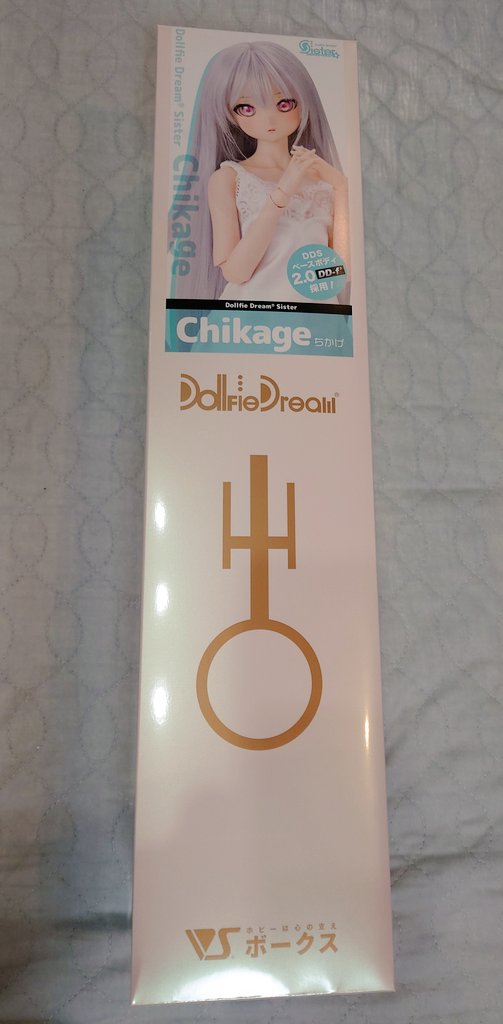 Sister
Dollfie Dream® Sister Chikage
DDS
ベースボディ
2.0 DD-f³
採用！
Dollfie Dream® Sister
Chikage ちかげ
DollfieDream®
VS
ホビーは心の支え
ボークス